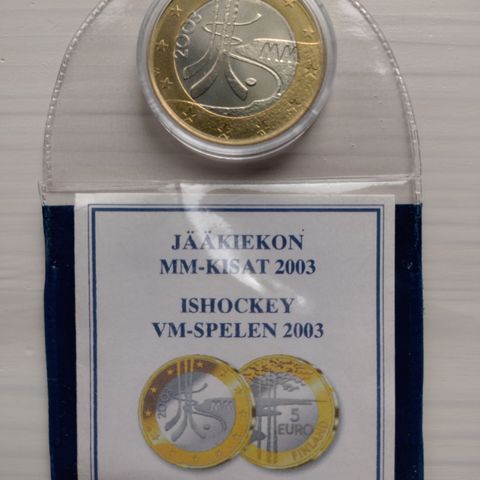 2003
MM
JÄÄKIEKON
MM-KISAT 2003
ISHOCKEY
VM-SPELEN 2003
2003
MM
5
EURO
FINLAND